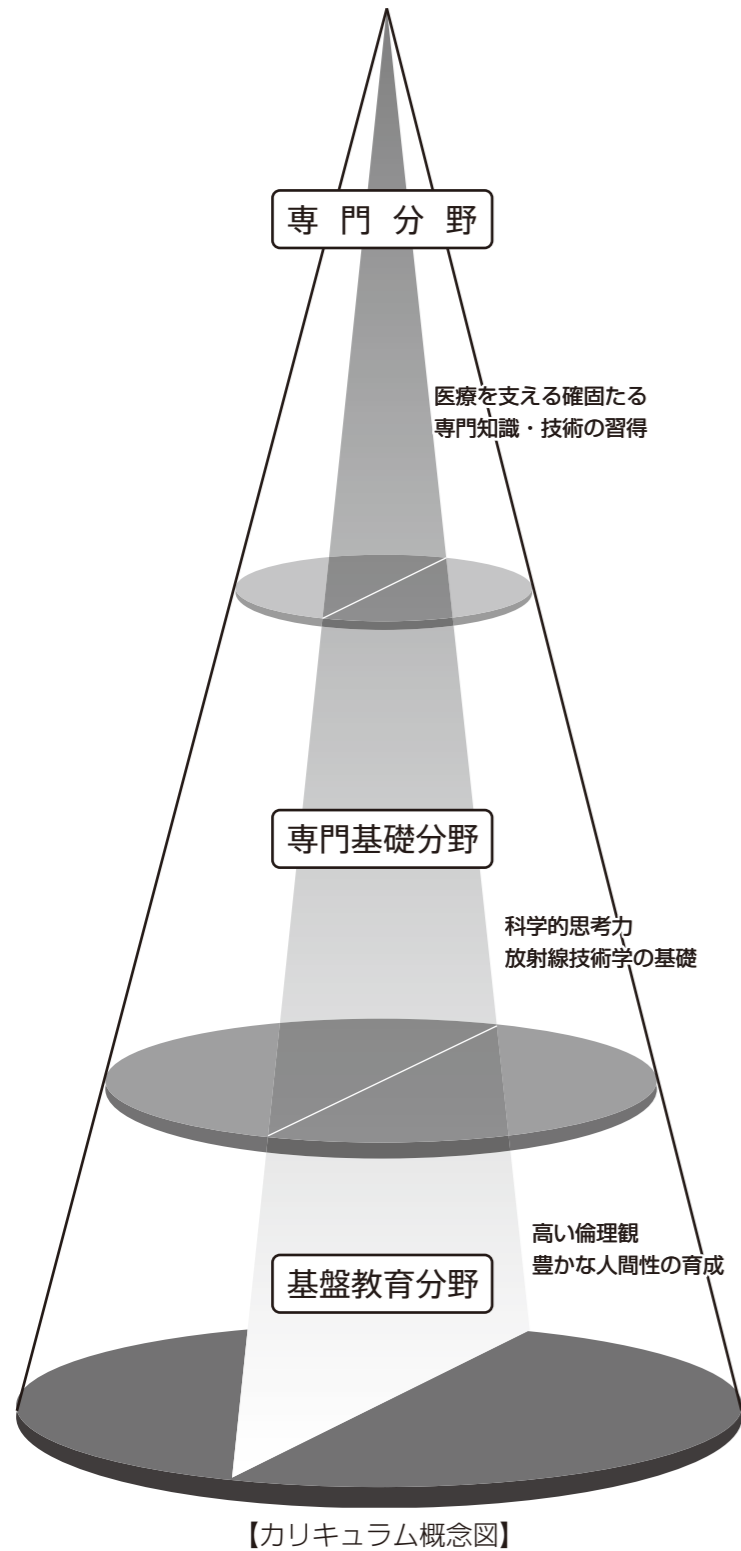 専門分野
医療を支える確固たる
専門知識・技術の習得
専門基礎分野
科学的思考力
放射線技術学の基礎
高い倫理観
豊かな人間性の育成
基盤教育分野
【カリキュラム概念図】